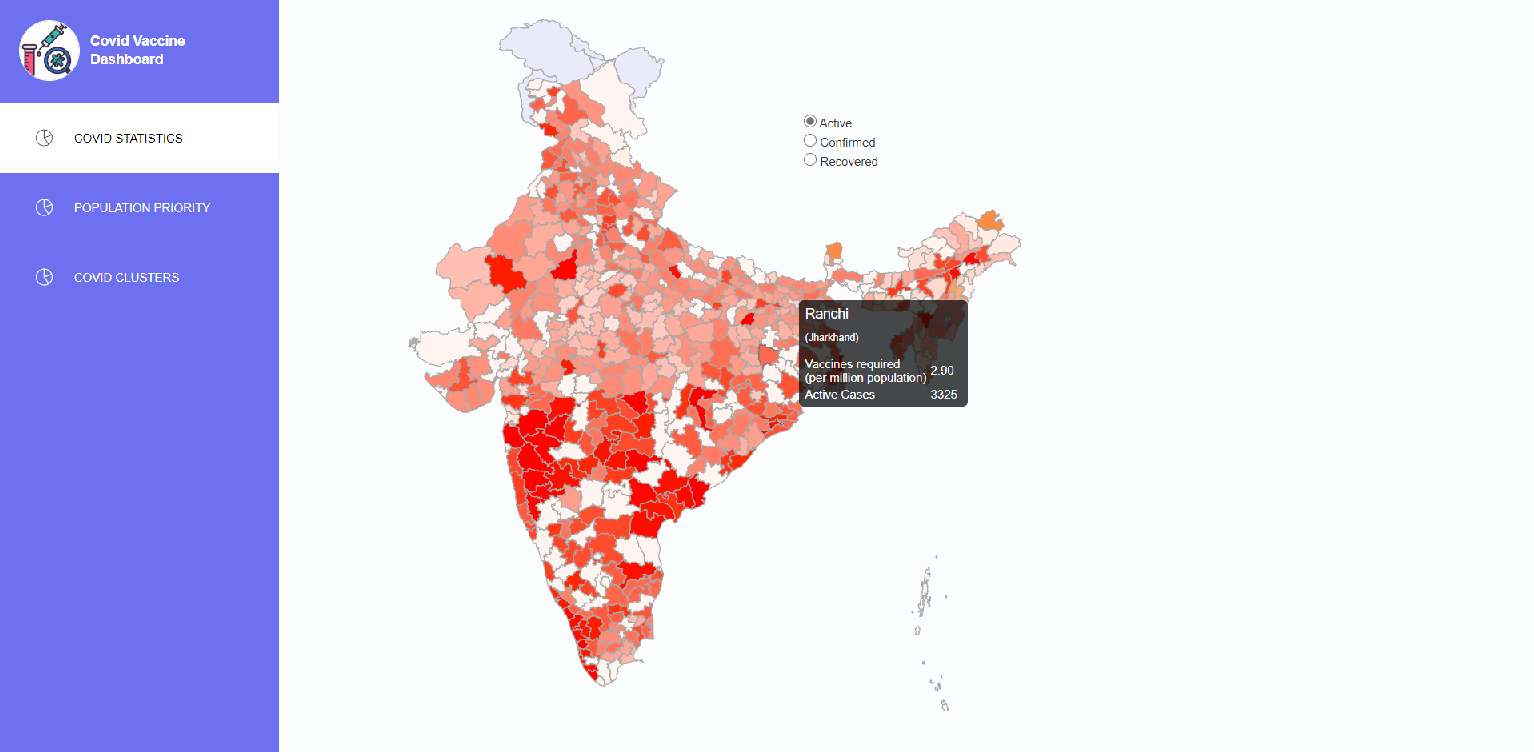 Covid Vaccine
Dashboard
COVID STATISTICS
POPULATION PRIORITY
COVID CLUSTERS
Active
Confirmed
Recovered
Ranchi
(Jharkhand)
Vaccines required
(per million population) 2.90
Active Cases 3325